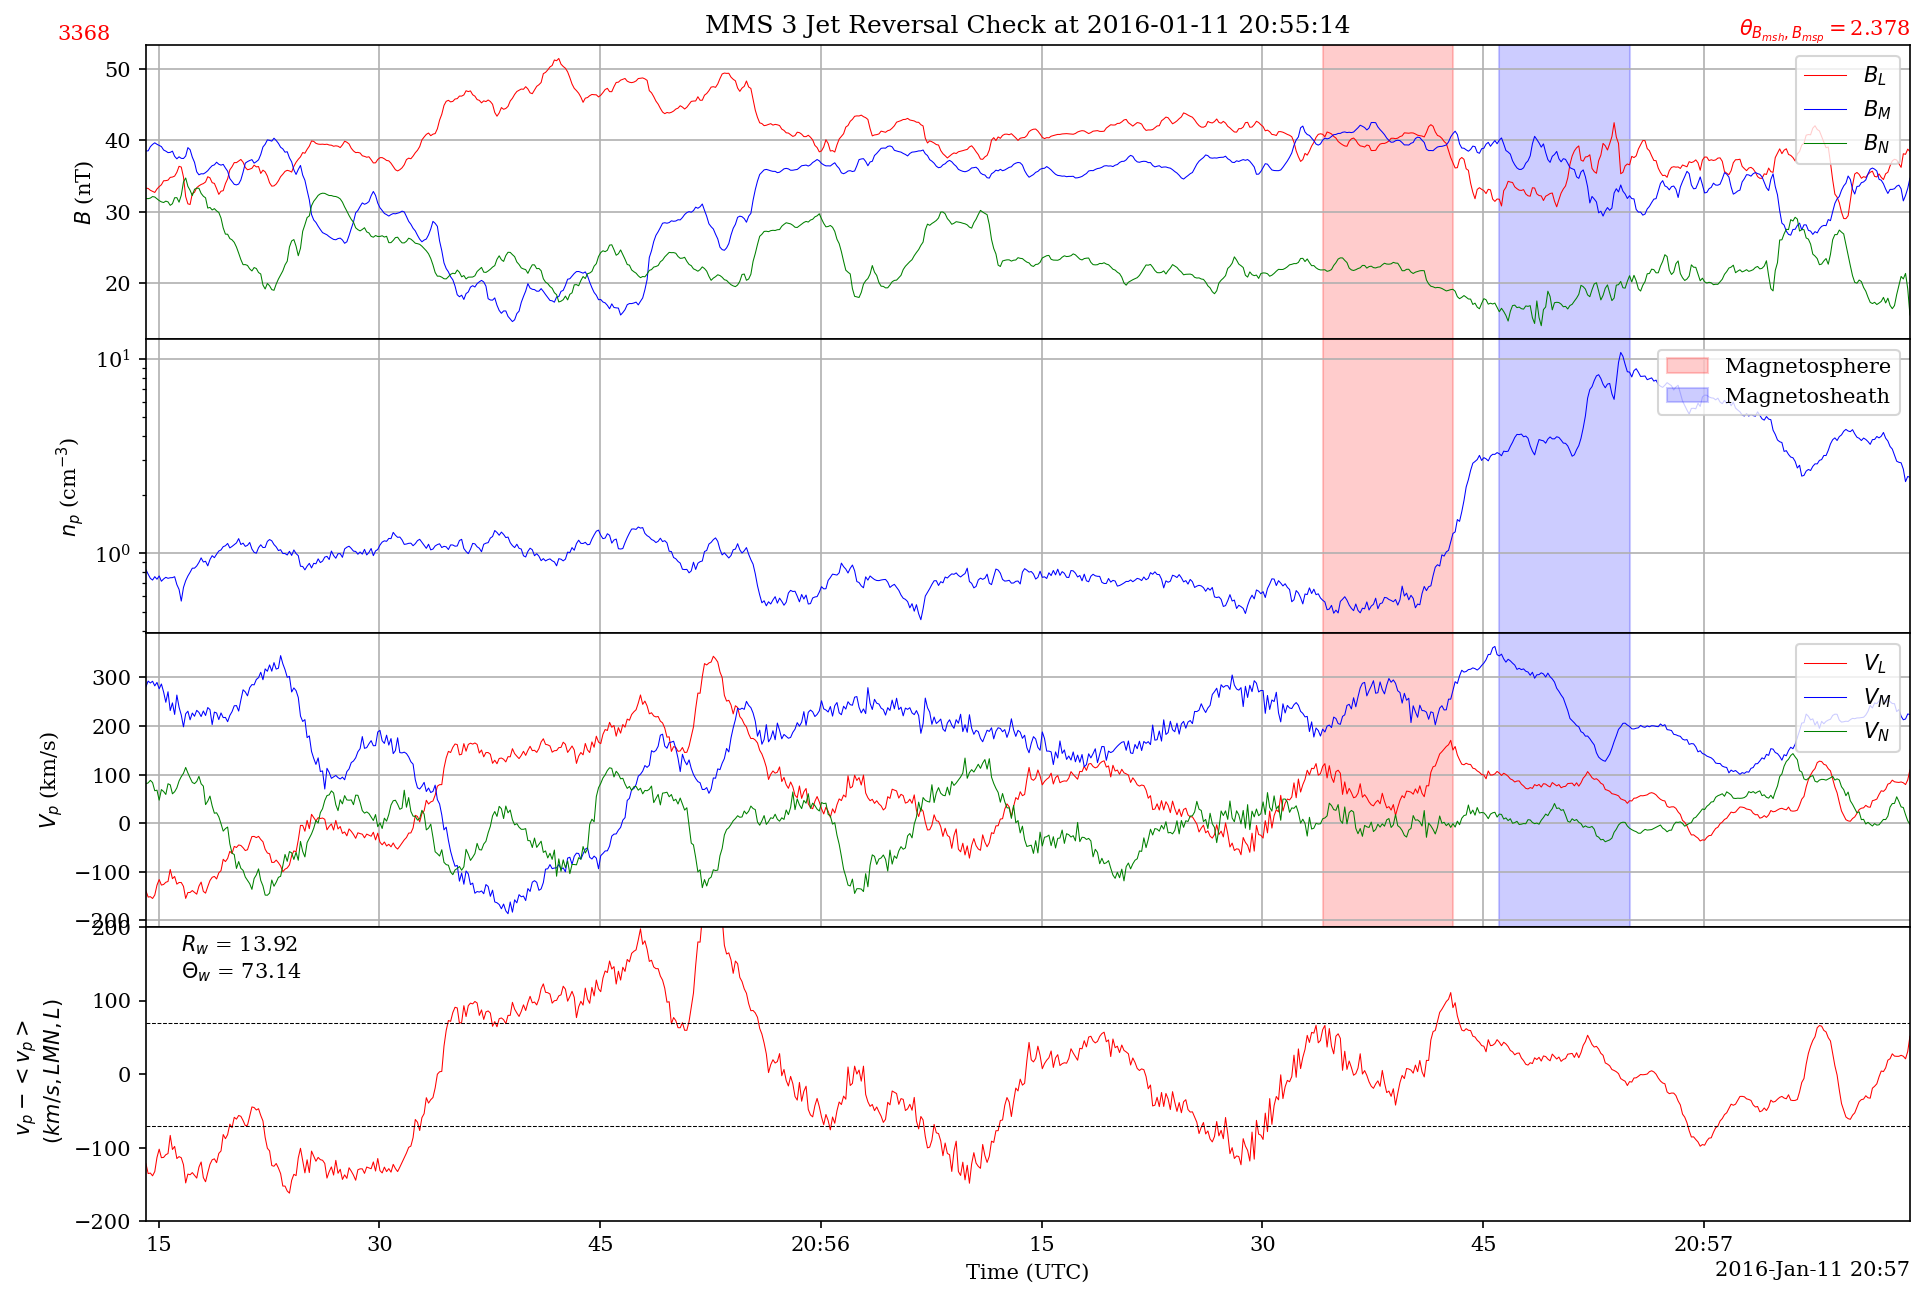 MMS 3 Jet Reversal Check at 2016-01-11 20:55:14
3368
θ_{B_{msh}, B_{msp}} = 2.378
50
40
30
20
B (nT)
B_L
B_M
B_N
10^1
10^0
n_p (cm^{-3})
Magnetosphere
Magnetosheath
300
200
100
0
−100
−200
V_p (km/s)
V_L
V_M
V_N
200
100
0
−100
−200
v_p − < v_p >
(km/s, LMN, L)
R_w = 13.92
Θ_w = 73.14
15 30 45 20:56 15 30 45 20:57
Time (UTC)
2016-Jan-11 20:57